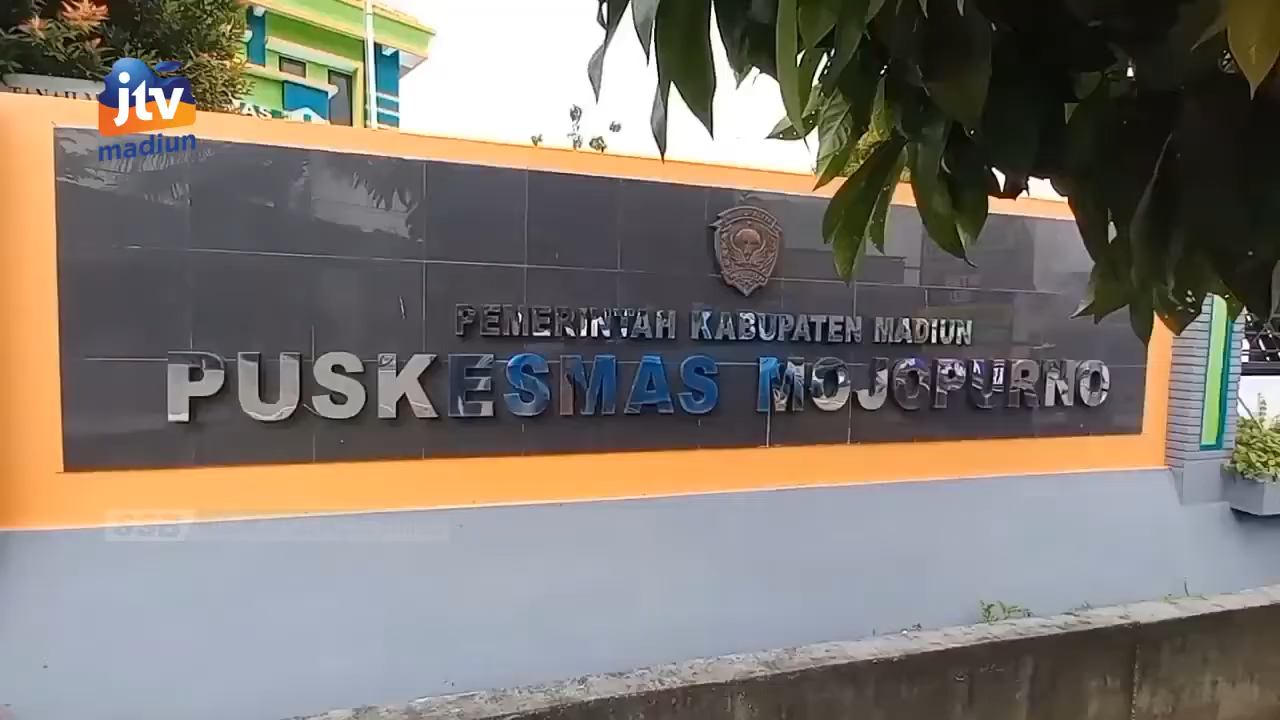 jtv
madiun
PEMERINTAH KABUPATEN MADIUN
PUSKESMAS MOJOPURNO